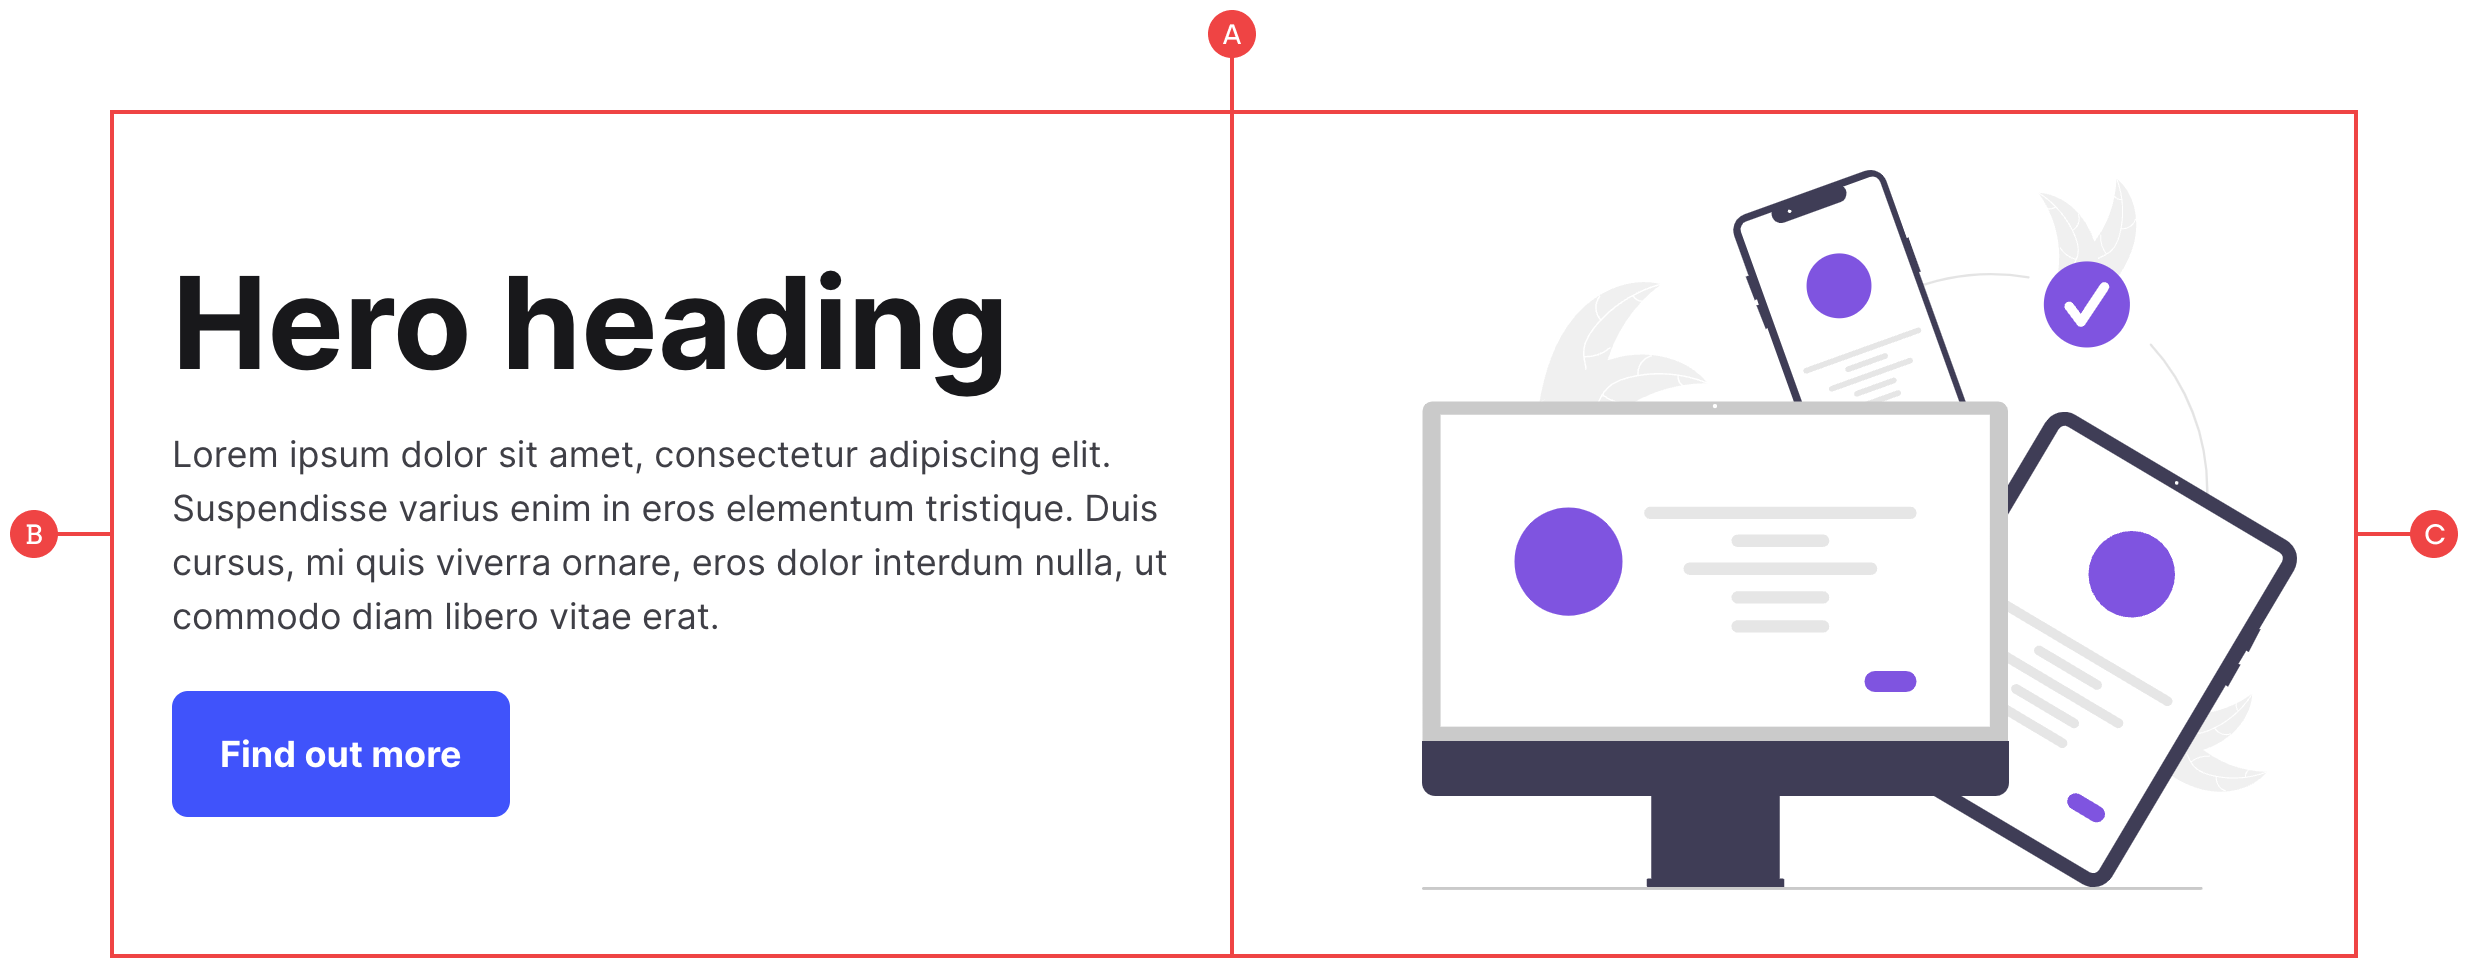 A
Hero heading
Lorem ipsum dolor sit amet, consectetur adipiscing elit.
Suspendisse varius enim in eros elementum tristique. Duis
cursus, mi quis viverra ornare, eros dolor interdum nulla, ut
commodo diam libero vitae erat.
B
C
Find out more